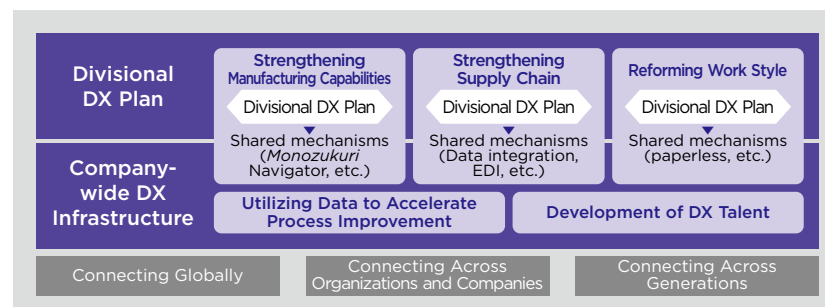 Divisional
DX Plan
Strengthening
Manufacturing Capabilities
Divisional DX Plan
Shared mechanisms
(Monozukuri
Navigator, etc.)
Strengthening
Supply Chain
Divisional DX Plan
Shared mechanisms
(Data integration,
EDI, etc.)
Reforming Work Style
Divisional DX Plan
Shared mechanisms
(paperless, etc.)
Company-
wide DX
Infrastructure
Utilizing Data to Accelerate
Process Improvement
Development of DX Talent
Connecting Globally
Connecting Across
Organizations and Companies
Connecting Across
Generations